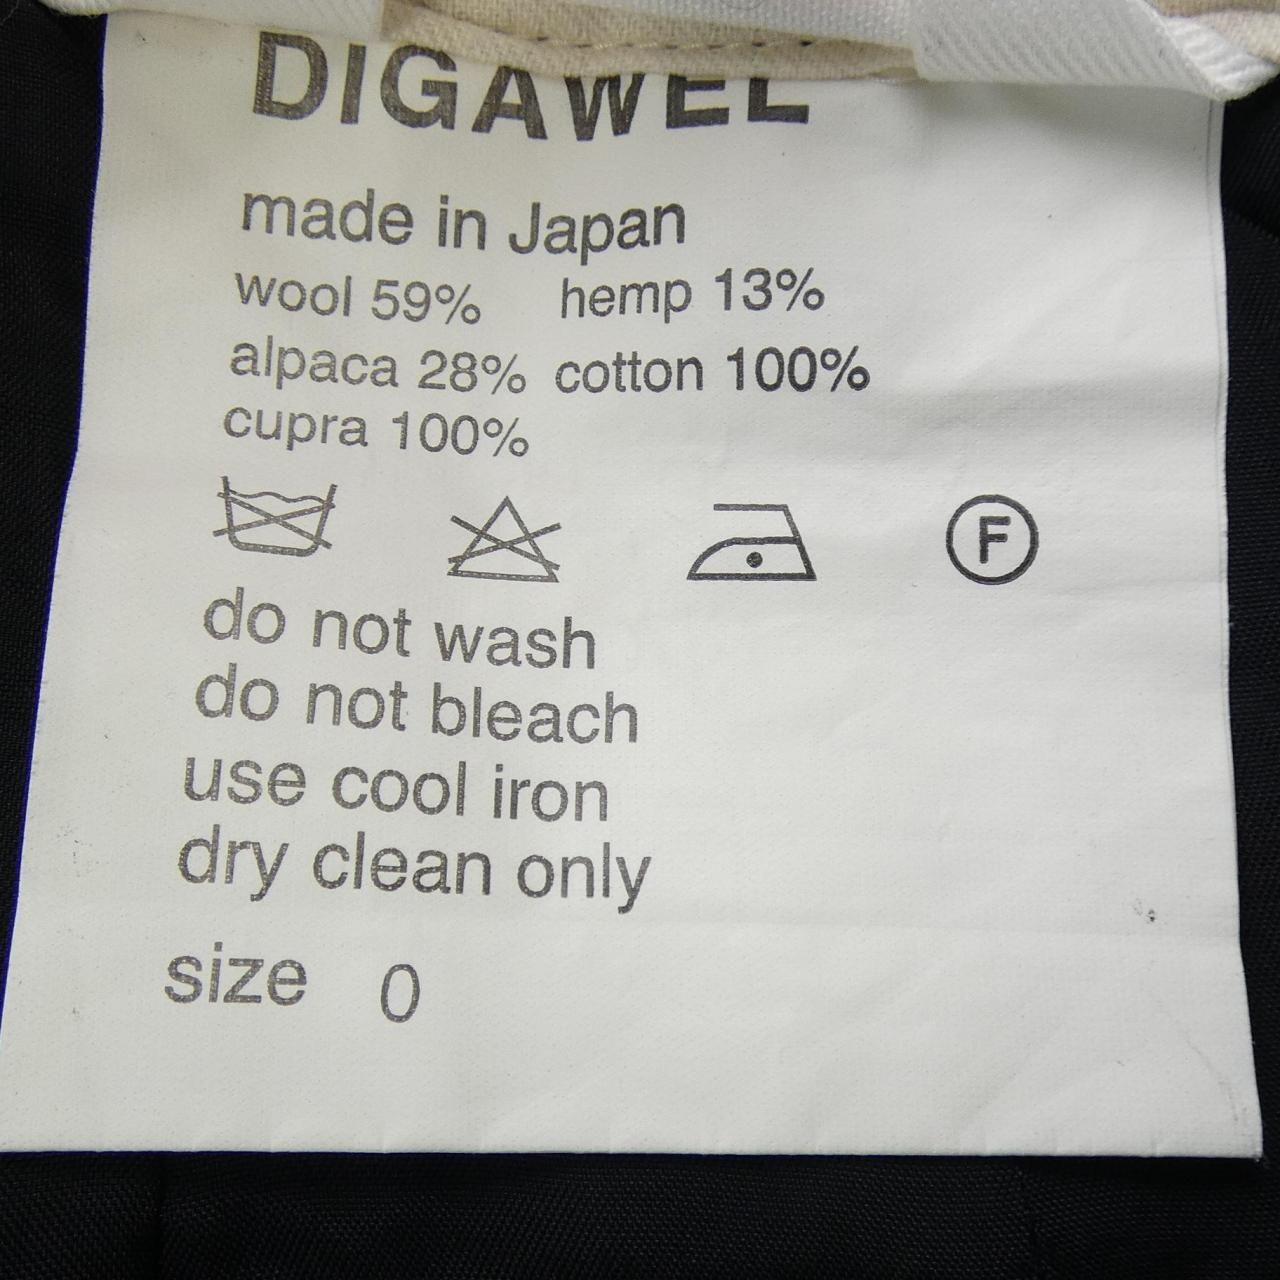 DIGAWEL
made in Japan
wool 59% hemp 13%
alpaca 28% cotton 100%
cupra 100%
F
do not wash
do not bleach
use cool iron
dry clean only
size 0